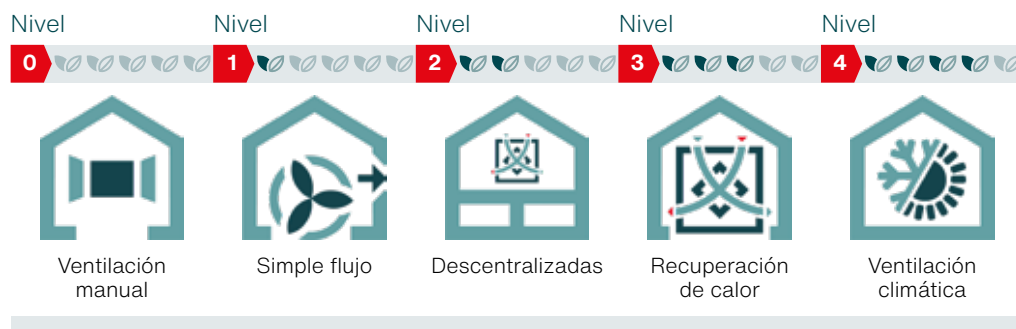 Nivel
Nivel
Nivel
Nivel
Nivel
0
1
2
3
4
Ventilación
manual
Simple flujo
Descentralizadas
Recuperación
de calor
Ventilación
climática